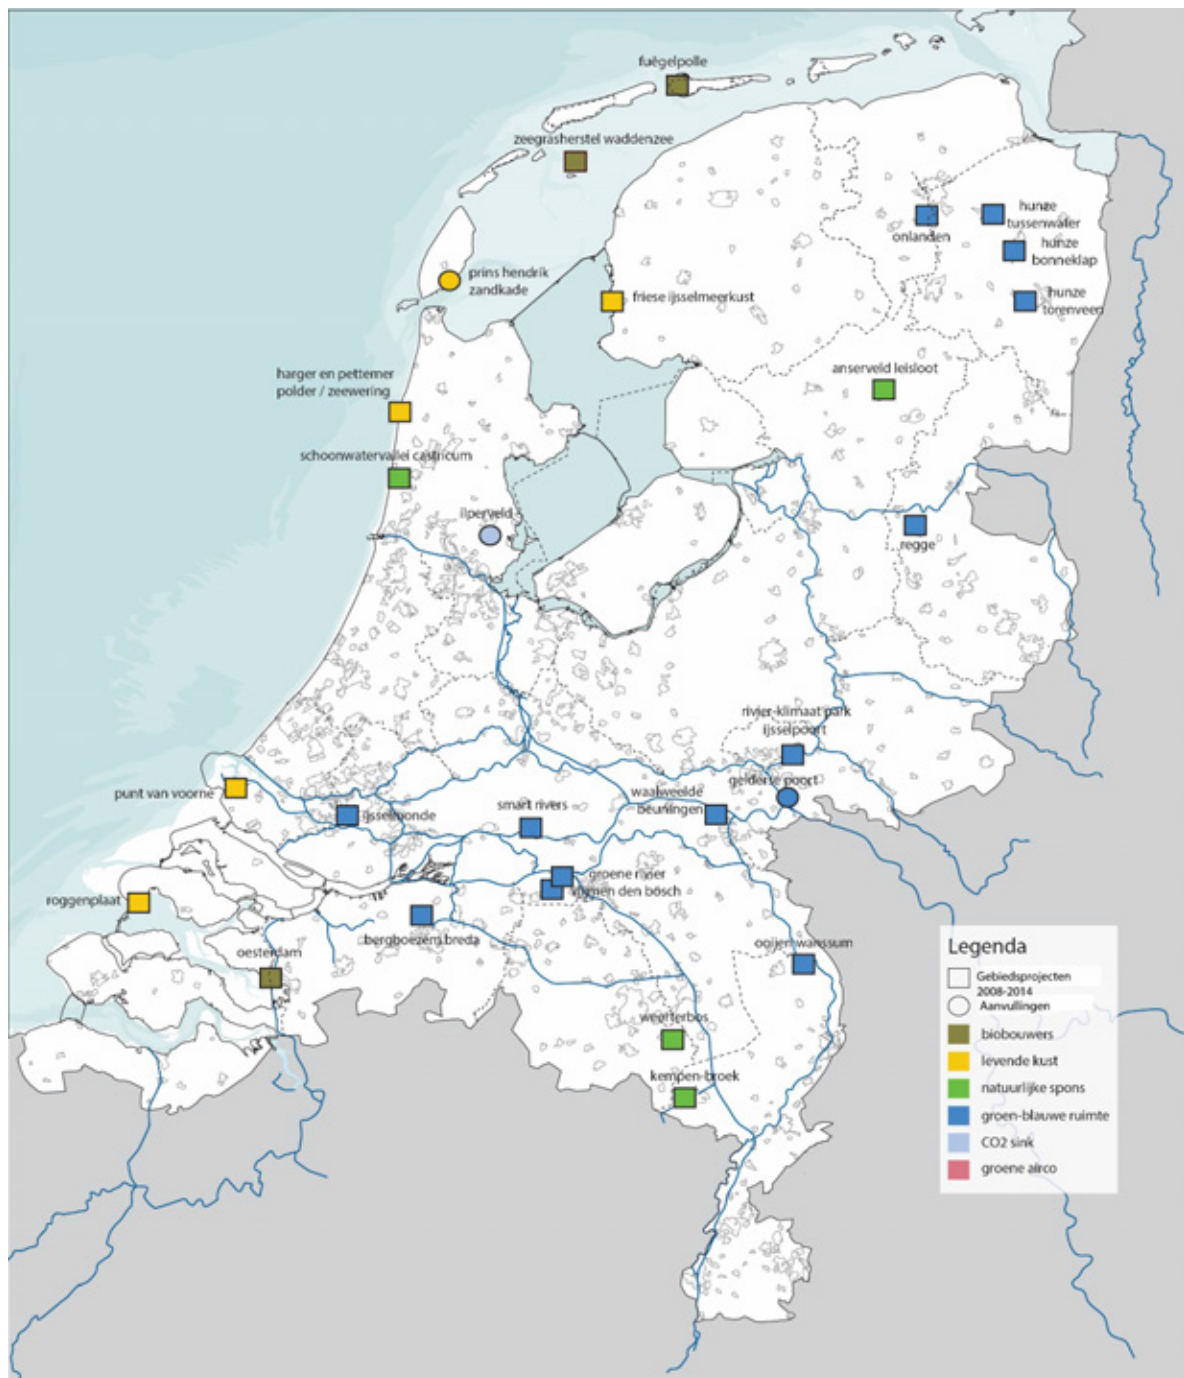 fuègelpolle
zeegrasherstel waddenzee
hunze
tussenwater
onlanden
hunze
bonneklap
prins hendrik
zandkade
friese ijsselmeerkust
hunze
torenveen
anserveld leisloot
harger en pettemer
polder / zeewering
schoonwatervallei castricum
ilperveld
regge
rivier-klimaat park
ijsselpoort
gelderse poort
punt van voorne
ijsselmonde
smart rivers
waalweelde
beuningen
groene rivier
den bosch
roggenplaat
bergboezem breda
oesterdam
ooijen wanssum
weerterbos
kempen-broek
Legenda
Gebiedsprojecten
2008-2014
Aanvullingen
biobouwers
levende kust
natuurlijke spons
groen-blauwe ruimte
CO2 sink
groene airco